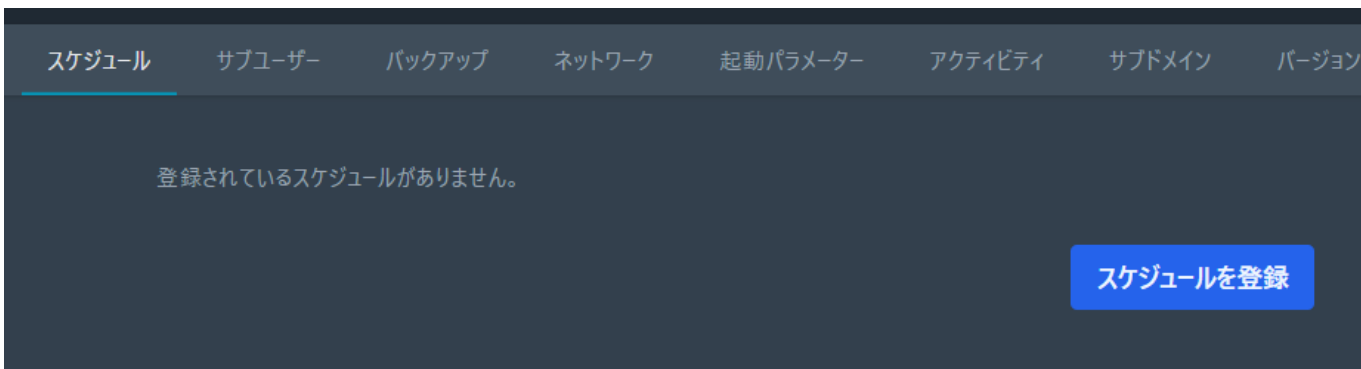 スケジュール サブユーザー バックアップ ネットワーク 起動パラメーター アクティビティ サブドメイン バージョン
登録されているスケジュールがありません。
スケジュールを登録